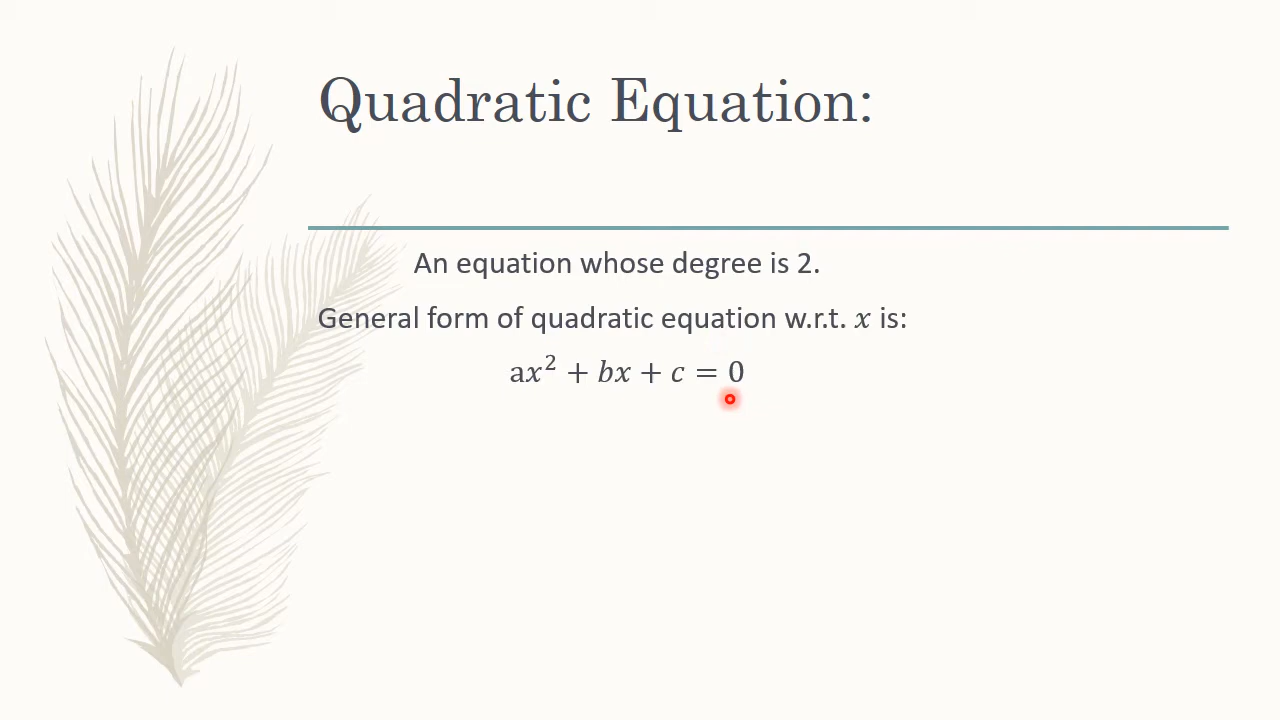 Quadratic Equation:
An equation whose degree is 2.
General form of quadratic equation w.r.t. x is:
ax² + bx + c = 0